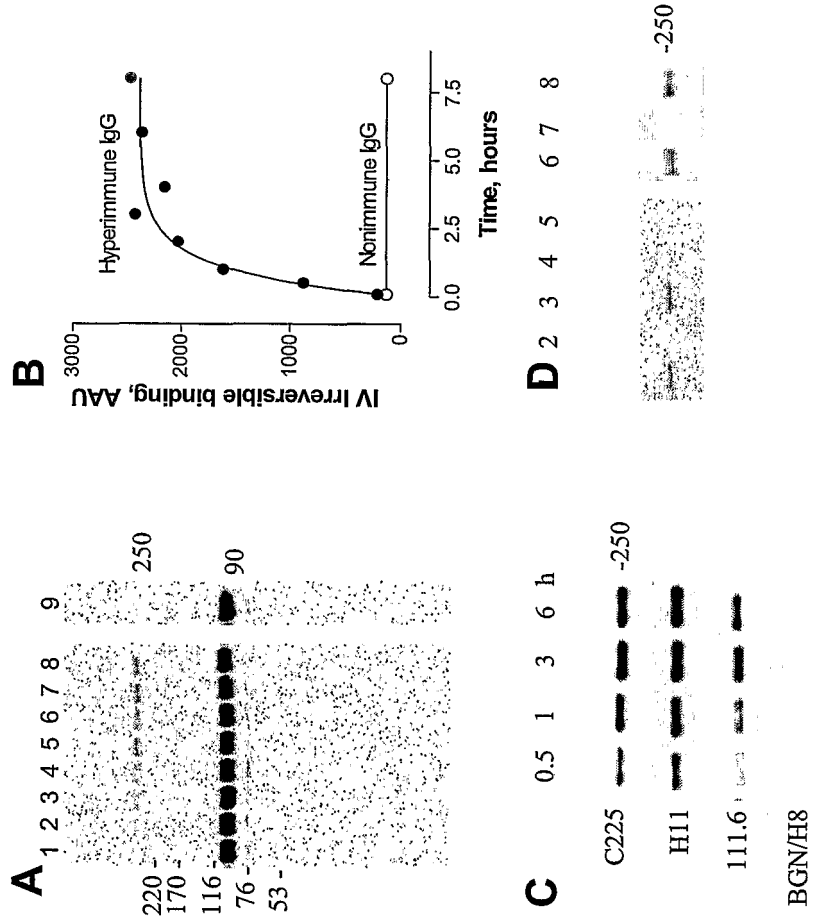 A
1 2 3 4 5 6 7 8 9
220 -
170 -
116 -
76 -
53 -
250
90
B
IV Irreversible binding, AAU
3000
2000
1000
0
Hyperimmune IgG
Nonimmune IgG
0.0 2.5 5.0 7.5
Time, hours
C
0.5 1 3 6 h
C225
H11
111.6
BGN/H8
-250
D
2 3 4 5 6 7 8
-250